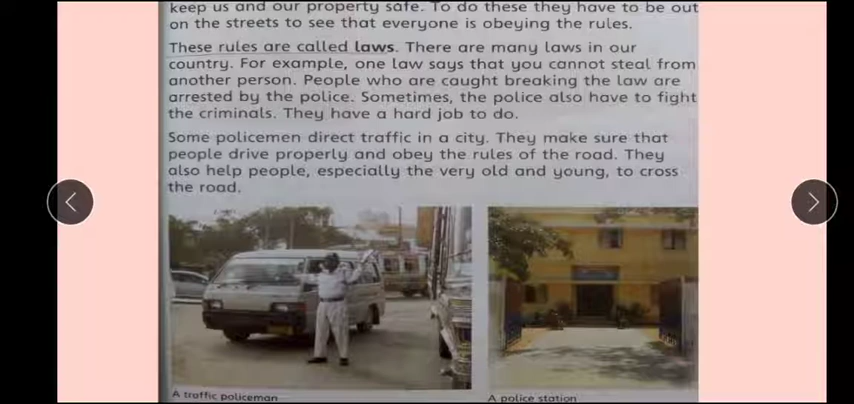 keep us and our property safe. To do these they have to be out
on the streets to see that everyone is obeying the rules.
These rules are called laws. There are many laws in our
country. For example, one law says that you cannot steal from
another person. People who are caught breaking the law are
arrested by the police. Sometimes, the police also have to fight
the criminals. They have a hard job to do.
Some policemen direct traffic in a city. They make sure that
people drive properly and obey the rules of the road. They
also help people, especially the very old and young, to cross
the road.
A traffic policeman
A police station